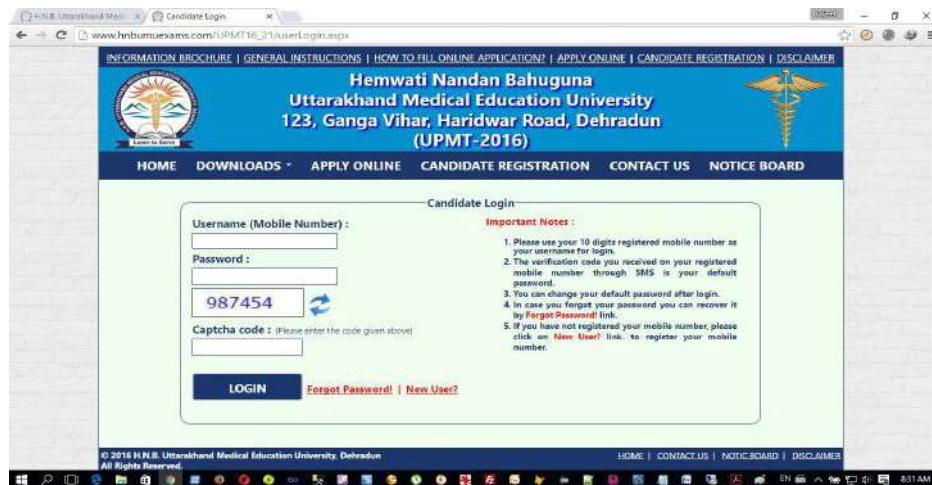 H.N.B. Uttarakhand Medi
Candidate Login
www.hnbumuexams.com/UPMT16_21/userLogin.aspx
INFORMATION BROCHURE | GENERAL INSTRUCTIONS | HOW TO FILL ONLINE APPLICATION? | APPLY ONLINE | CANDIDATE REGISTRATION | DISCLAIMER
Hemwati Nandan Bahuguna
Uttarakhand Medical Education University
123, Ganga Vihar, Haridwar Road, Dehradun
(UPMT-2016)
Learn to Serve
HOME DOWNLOADS APPLY ONLINE CANDIDATE REGISTRATION CONTACT US NOTICE BOARD
Candidate Login
Username (Mobile Number) :
Password :
987454
Captcha code : (Please enter the code given above)
LOGIN Forgot Password! | New User?
Important Notes :
1. Please use your 10 digits registered mobile number as
your username for login.
2. The verification code you received on your registered
mobile number through SMS is your default
password.
3. You can change your default password after login.
4. In case you forget your password you can recover it
by Forgot Password! link.
5. If you have not registered your mobile number, please
click on New User? link. to register your mobile
number.
© 2016 H.N.B. Uttarakhand Medical Education University, Dehradun
All Rights Reserved.
HOME | CONTACT US | NOTIC BOARD | DISCLAIMER
EN 8:31 AM